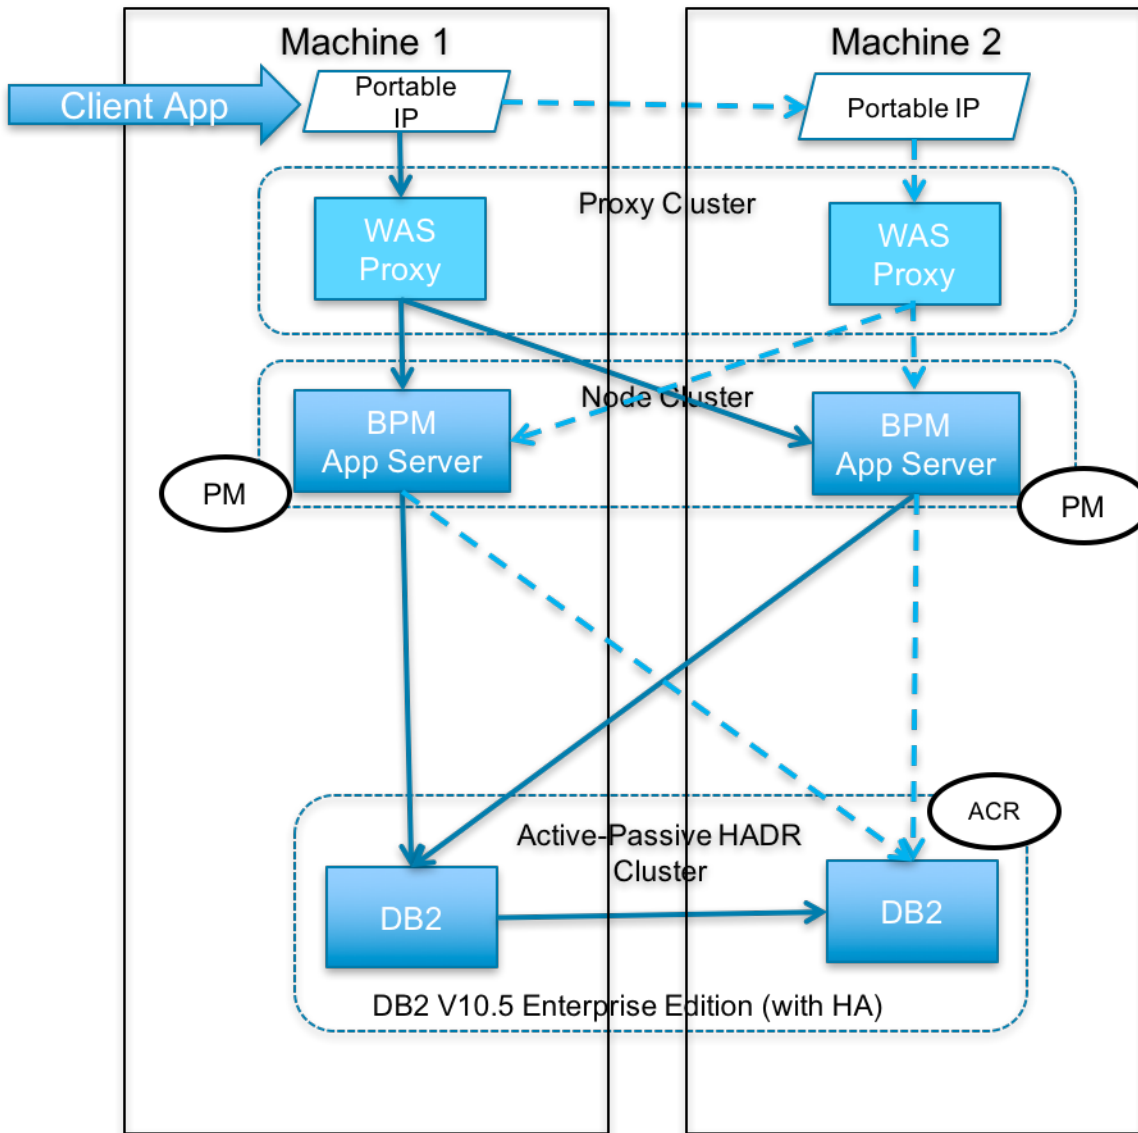 Machine 1
Machine 2
Client App
Portable
IP
Portable IP
Proxy Cluster
WAS
Proxy
WAS
Proxy
Node Cluster
BPM
App Server
BPM
App Server
PM
PM
ACR
Active-Passive HADR
Cluster
DB2
DB2
DB2 V10.5 Enterprise Edition (with HA)